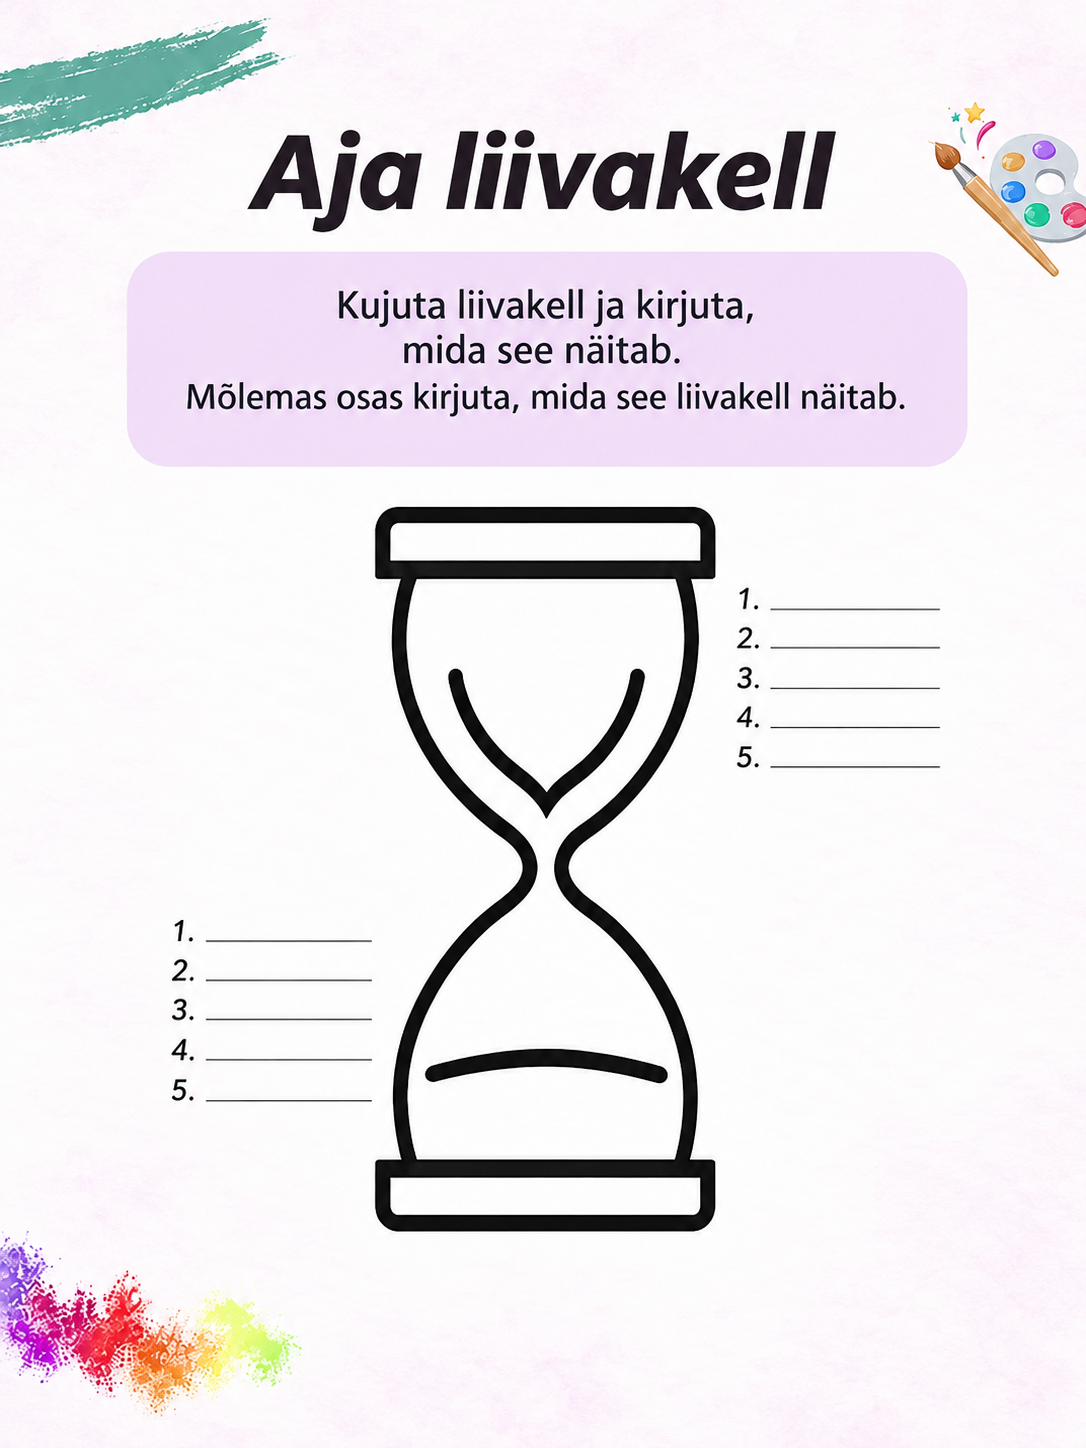 Aja liivakell
Kujuta liivakell ja kirjuta,
mida see näitab.
Mõlemas osas kirjuta, mida see liivakell näitab.
1.
2.
3.
4.
5.
1.
2.
3.
4.
5.